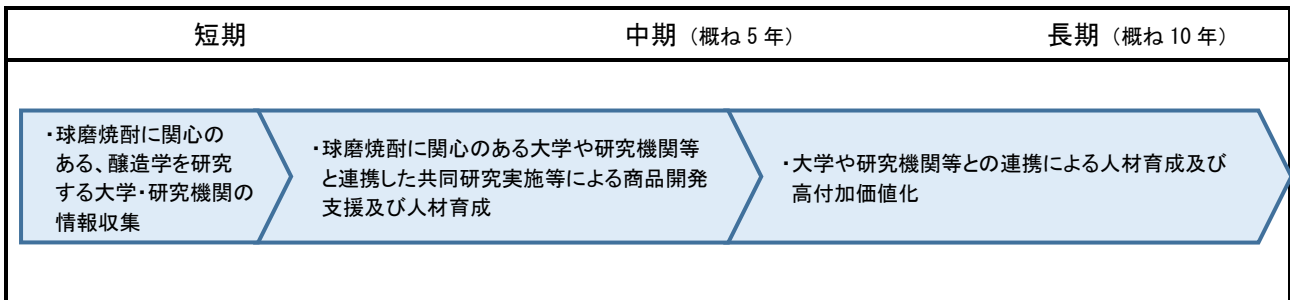 短期
中期（概ね 5 年）
長期（概ね 10 年）
・球磨焼酎に関心の
ある、醸造学を研究
する大学・研究機関の
情報収集
・球磨焼酎に関心のある大学や研究機関等
と連携した共同研究実施等による商品開発
支援及び人材育成
・大学や研究機関等との連携による人材育成及び
高付加価値化